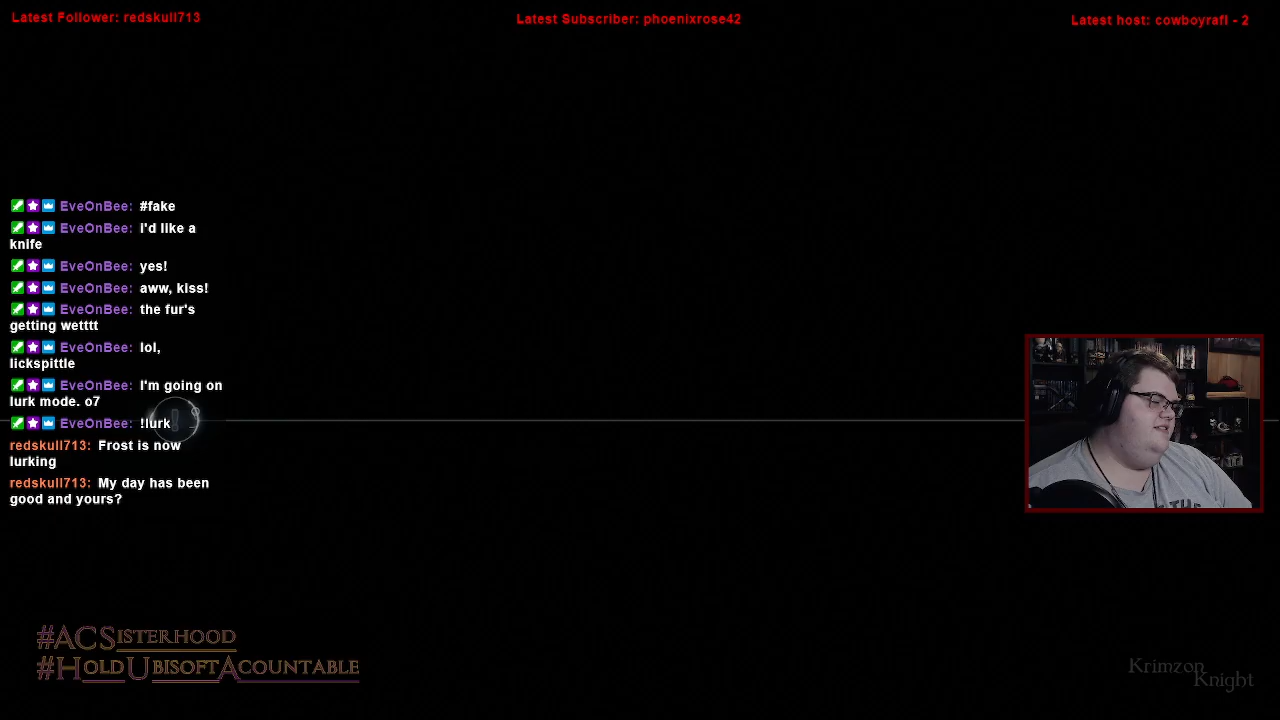 Latest Follower: redskull713
Latest Subscriber: phoenixrose42
Latest host: cowboyrafl - 2
EveOnBee: #fake
EveOnBee: i'd like a
knife
EveOnBee: yes!
EveOnBee: aww, kiss!
EveOnBee: the fur's
getting wetttt
EveOnBee: lol,
lickspittle
EveOnBee: I'm going on
lurk mode. o7
EveOnBee: !lurk
redskull713: Frost is now
lurking
redskull713: My day has been
good and yours?
THE
#ACSisterhood
#HoldUbisoftAcountable
Krimzon
Knight